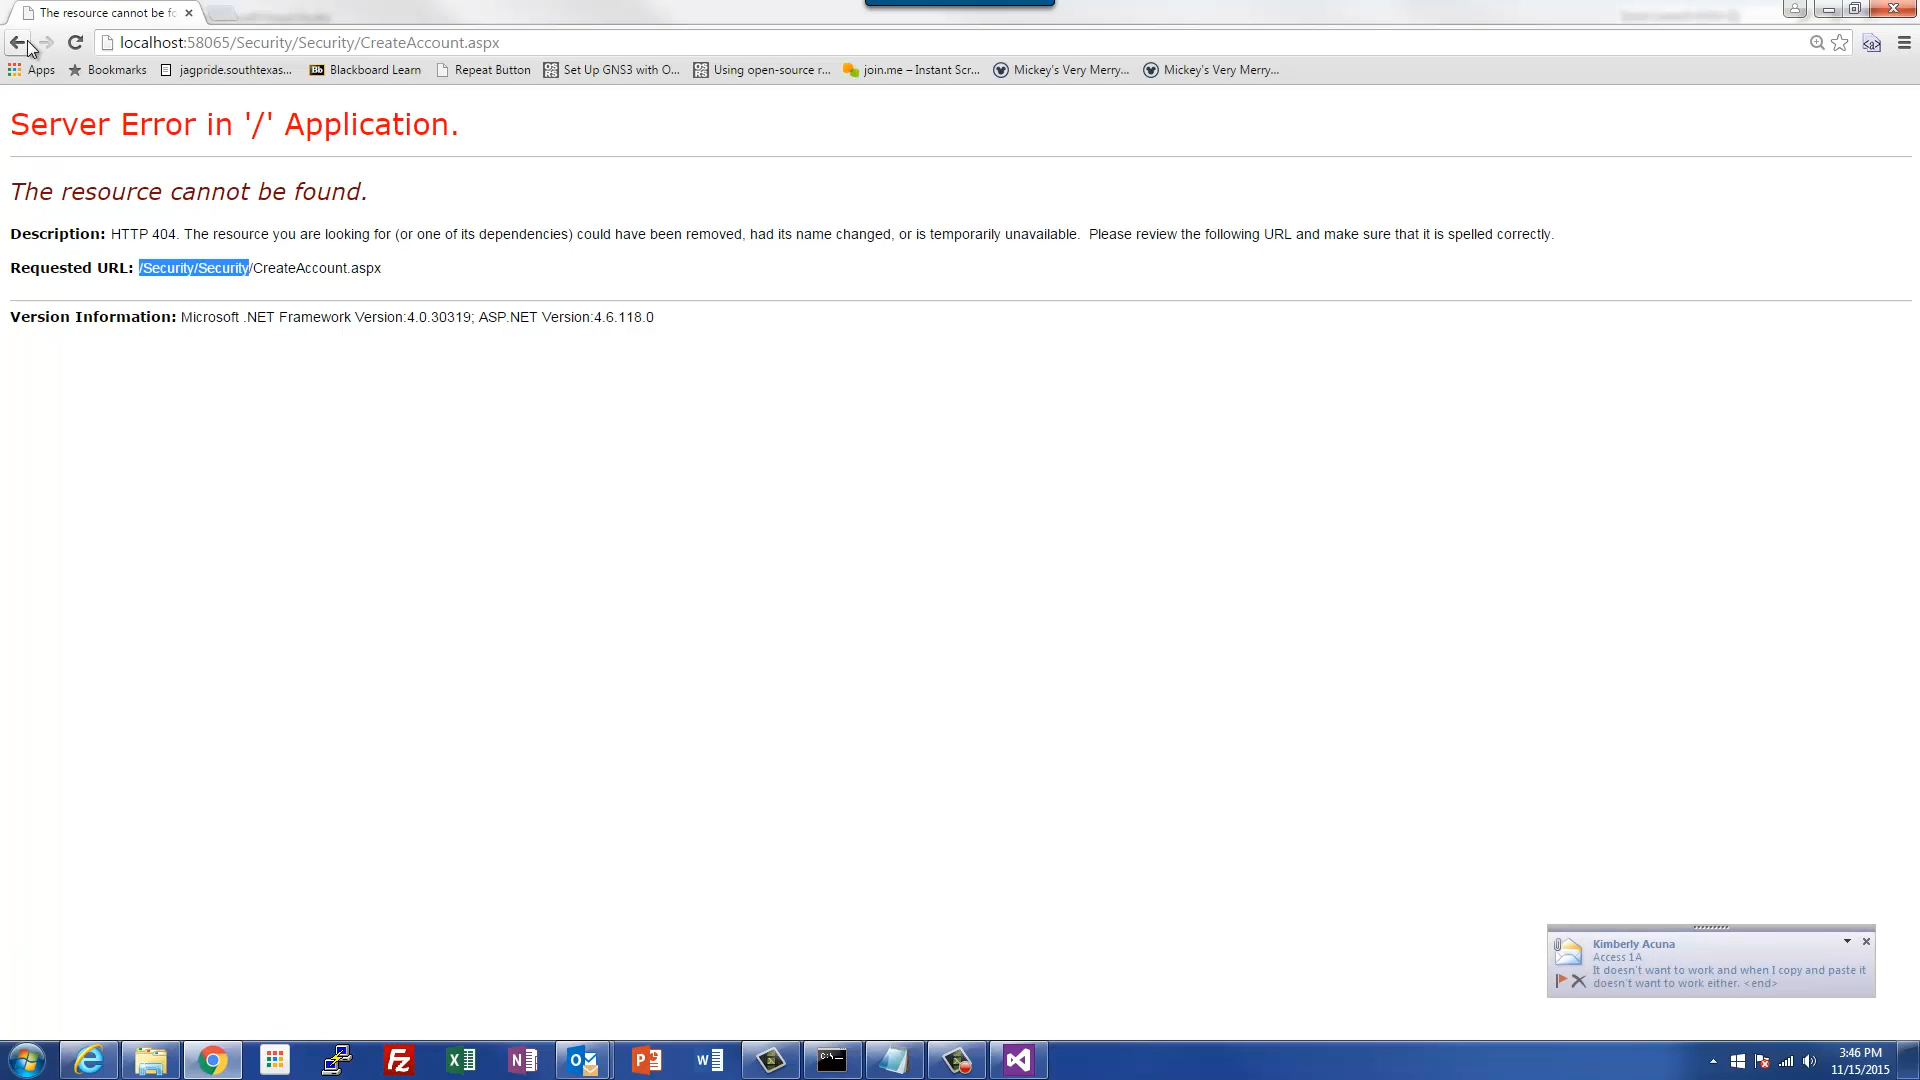 The resource cannot be fo
localhost:58065/Security/Security/CreateAccount.aspx
Apps Bookmarks jagpride.southtexas... Bb Blackboard Learn Repeat Button Set Up GNS3 with O... Using open-source r... join.me – Instant Scr... Mickey's Very Merry... Mickey's Very Merry...
Server Error in '/' Application.
The resource cannot be found.
Description: HTTP 404. The resource you are looking for (or one of its dependencies) could have been removed, had its name changed, or is temporarily unavailable.  Please review the following URL and make sure that it is spelled correctly.
Requested URL: /Security/Security/CreateAccount.aspx
Version Information: Microsoft .NET Framework Version:4.0.30319; ASP.NET Version:4.6.118.0
Kimberly Acuna
Access 1A
It doesn't want to work and when I copy and paste it
doesn't want to work either. <end>
3:46 PM
11/15/2015